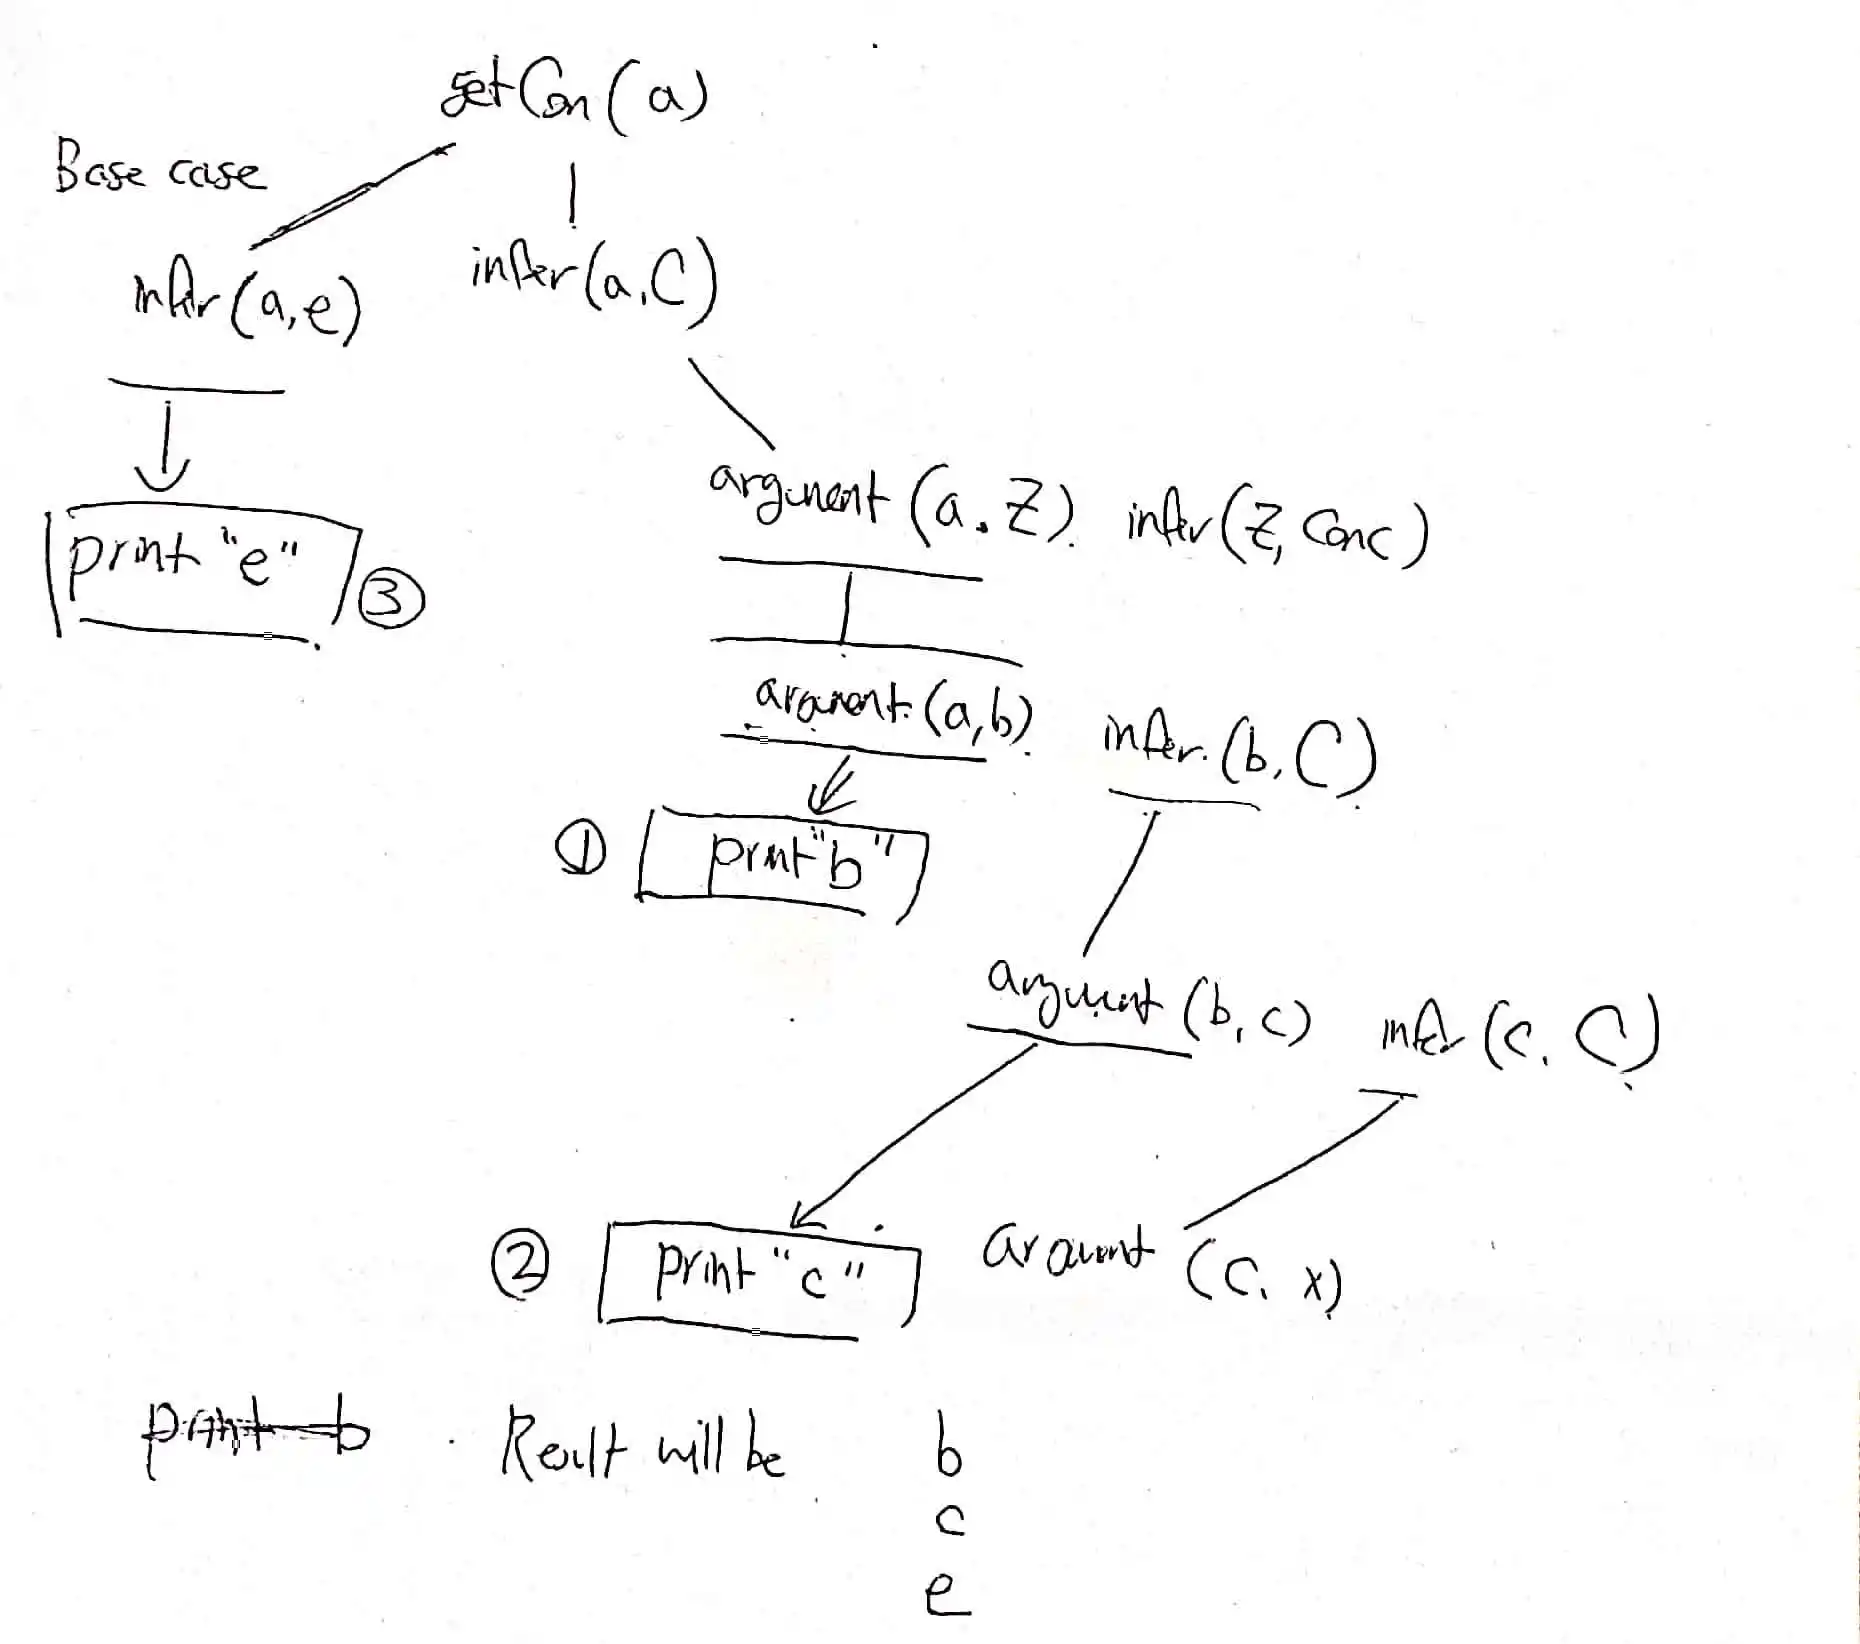 setCon(a)
Base case
infer(a,e)
infer(a,C)
argument(a,Z). infer(Z, Conc)
print "e"
③
argument(a,b) infer(b,C)
① print "b"
argument(b,c) infer(c,C)
② print "c"
argument(c,x)
print b
Result will be b
c
e